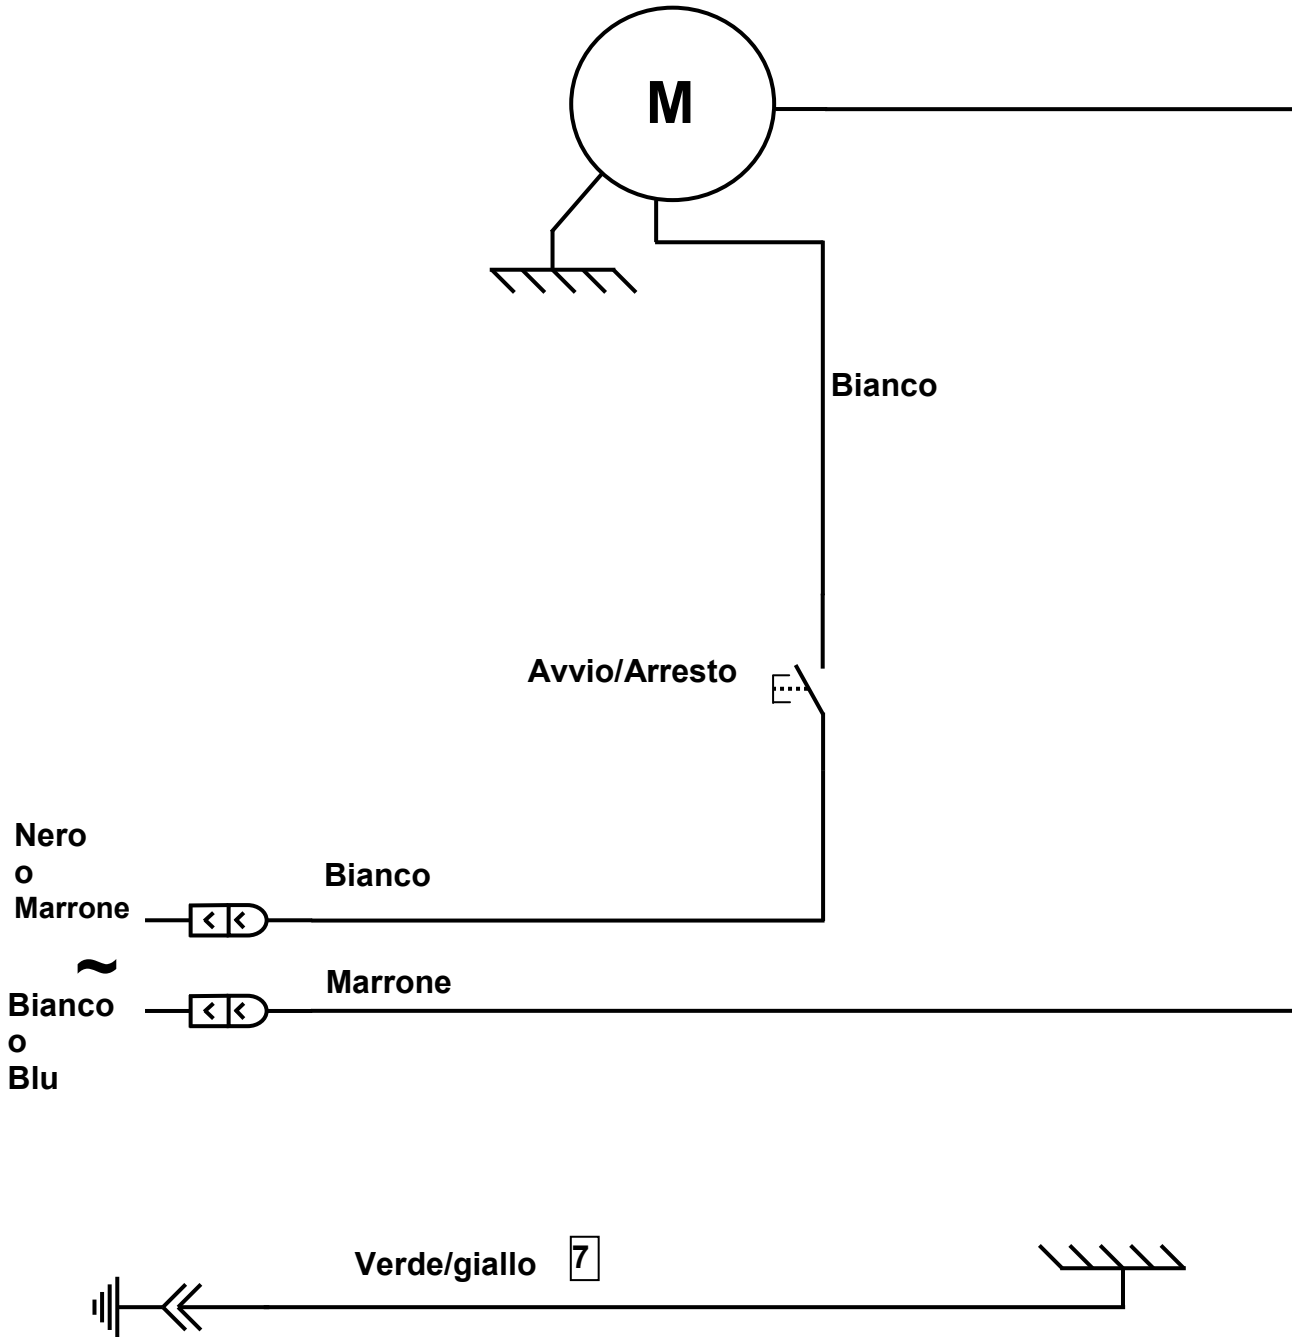 M
Bianco
Avvio/Arresto
Nero
o
Marrone
Bianco
~
Marrone
Bianco
o
Blu
Verde/giallo 7